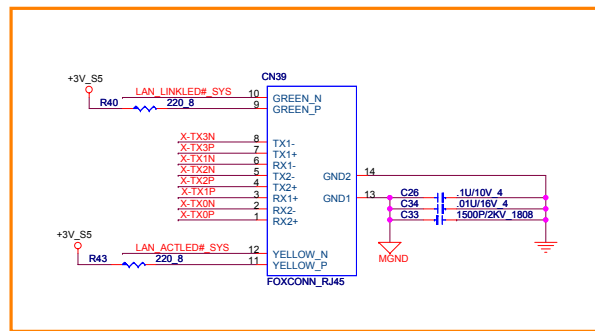 CN39
+3V_S5
LAN_LINKLED#_SYS
10 GREEN_N
R40 220_8 9 GREEN_P
X-TX3N 8 TX1-
X-TX3P 7 TX1+
X-TX1N 6 RX1-
X-TX2N 5 TX2- GND2 14
X-TX2P 4 TX2+
X-TX1P 3 RX1+ GND1 13 C26 .1U/10V_4
X-TX0N 2 RX2- C34 .01U/16V_4
X-TX0P 1 RX2+ C33 1500P/2KV_1808
+3V_S5
LAN_ACTLED#_SYS 12 YELLOW_N MGND
R43 220_8 11 YELLOW_P
FOXCONN_RJ45